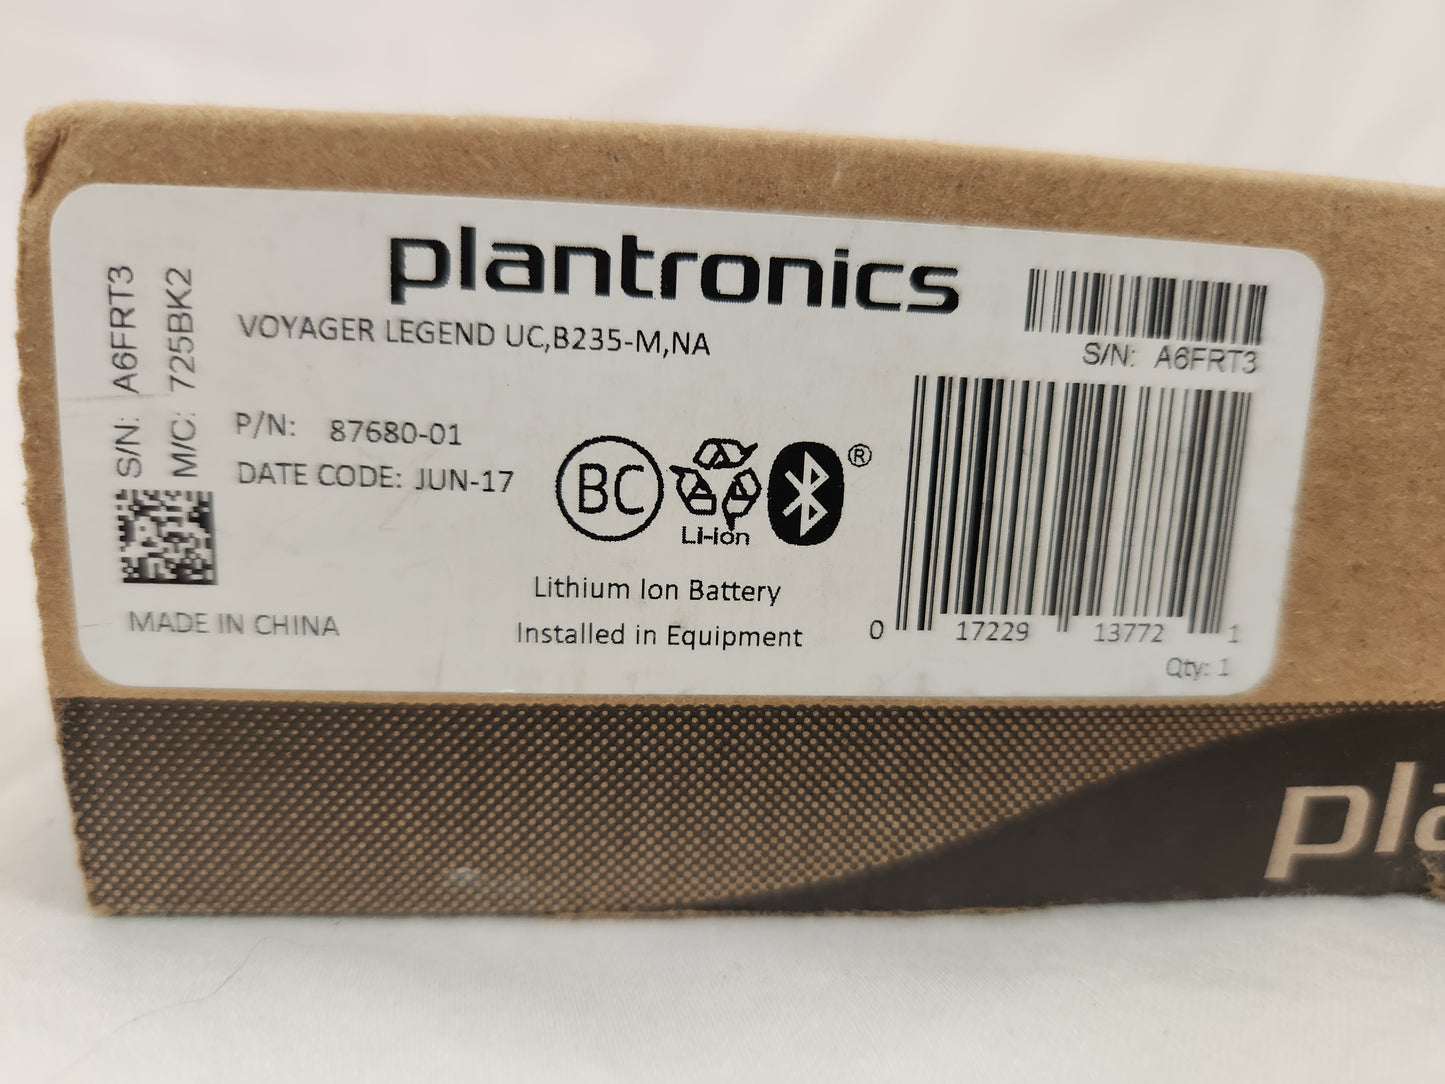 plantronics
VOYAGER LEGEND UC,B235-M,NA
S/N: A6FRT3
S/N: A6FRT3
M/C: 725BK2
P/N: 87680-01
DATE CODE: JUN-17
BC
Li-ion
®
Lithium Ion Battery
Installed in Equipment
MADE IN CHINA
0 17229 13772 1
Qty: 1
pla